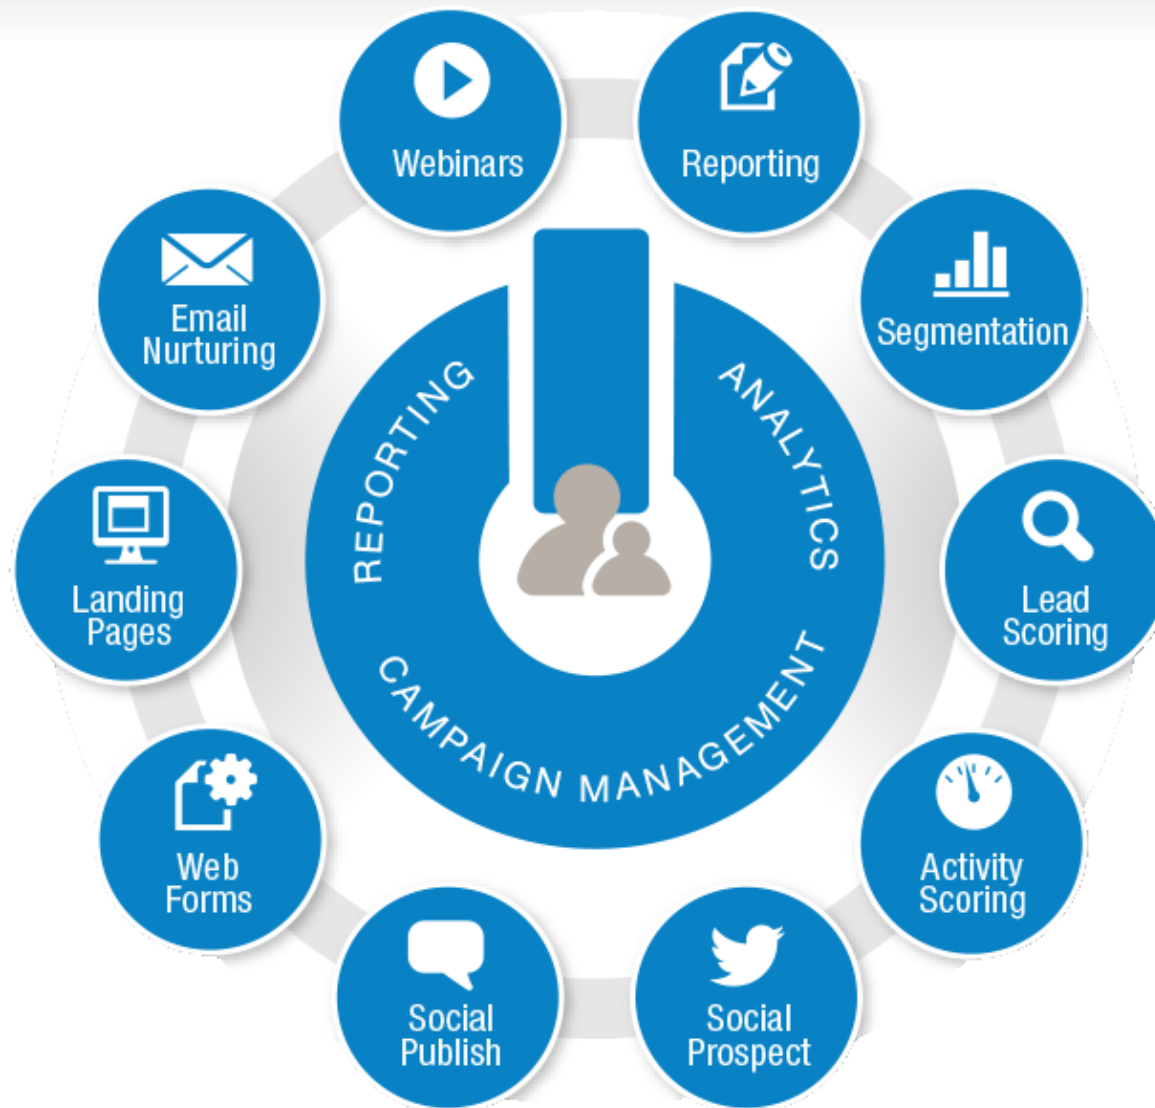 Webinars
Reporting
Email
Nurturing
Segmentation
REPORTING
ANALYTICS
Landing
Pages
Lead
Scoring
CAMPAIGN MANAGEMENT
Web
Forms
Activity
Scoring
Social
Publish
Social
Prospect